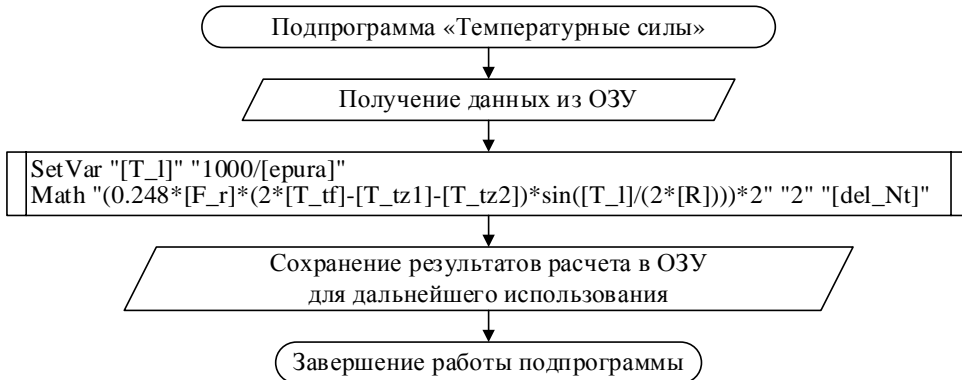 Подпрограмма «Температурные силы»
Получение данных из ОЗУ
SetVar "[T_l]" "1000/[epura]"
Math "(0.248*[F_r]*(2*[T_tf]-[T_tz1]-[T_tz2])*sin([T_l]/(2*[R])))*2" "2" "[del_Nt]"
Сохранение результатов расчета в ОЗУ
для дальнейшего использования
Завершение работы подпрограммы